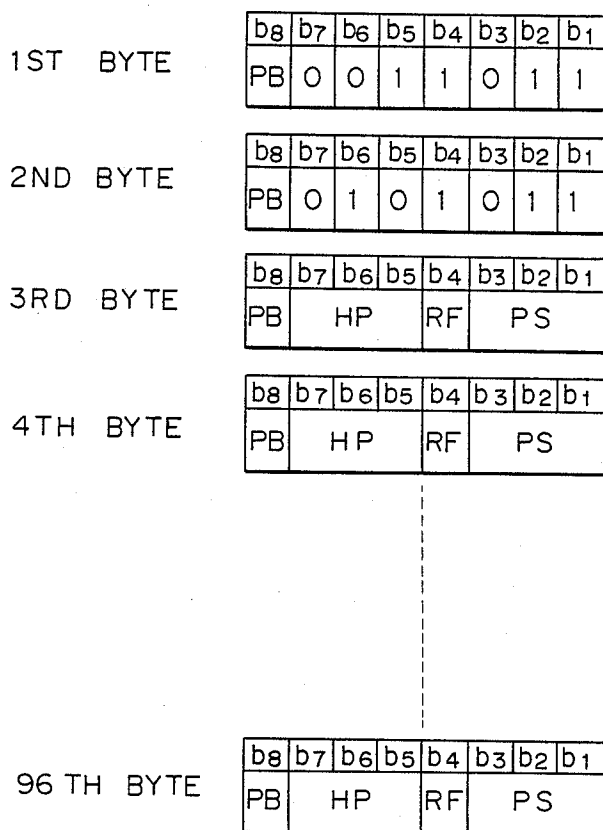 b8 b7 b6 b5 b4 b3 b2 b1
1ST BYTE
PB 0 0 1 1 0 1 1
b8 b7 b6 b5 b4 b3 b2 b1
2ND BYTE
PB 0 1 0 1 0 1 1
b8 b7 b6 b5 b4 b3 b2 b1
3RD BYTE
PB HP RF PS
b8 b7 b6 b5 b4 b3 b2 b1
4TH BYTE
PB HP RF PS
b8 b7 b6 b5 b4 b3 b2 b1
96 TH BYTE
PB HP RF PS